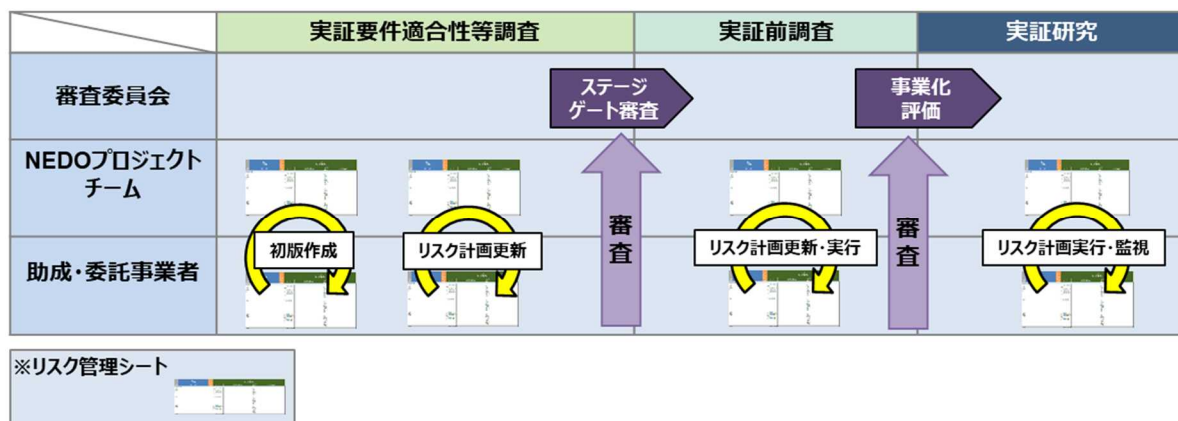 実証要件適合性等調査
実証前調査
実証研究
審査委員会
ステージ
ゲート審査
事業化
評価
NEDOプロジェクト
チーム
初版作成
リスク計画更新
審査
リスク計画更新・実行
審査
リスク計画実行・監視
助成・委託事業者
※リスク管理シート